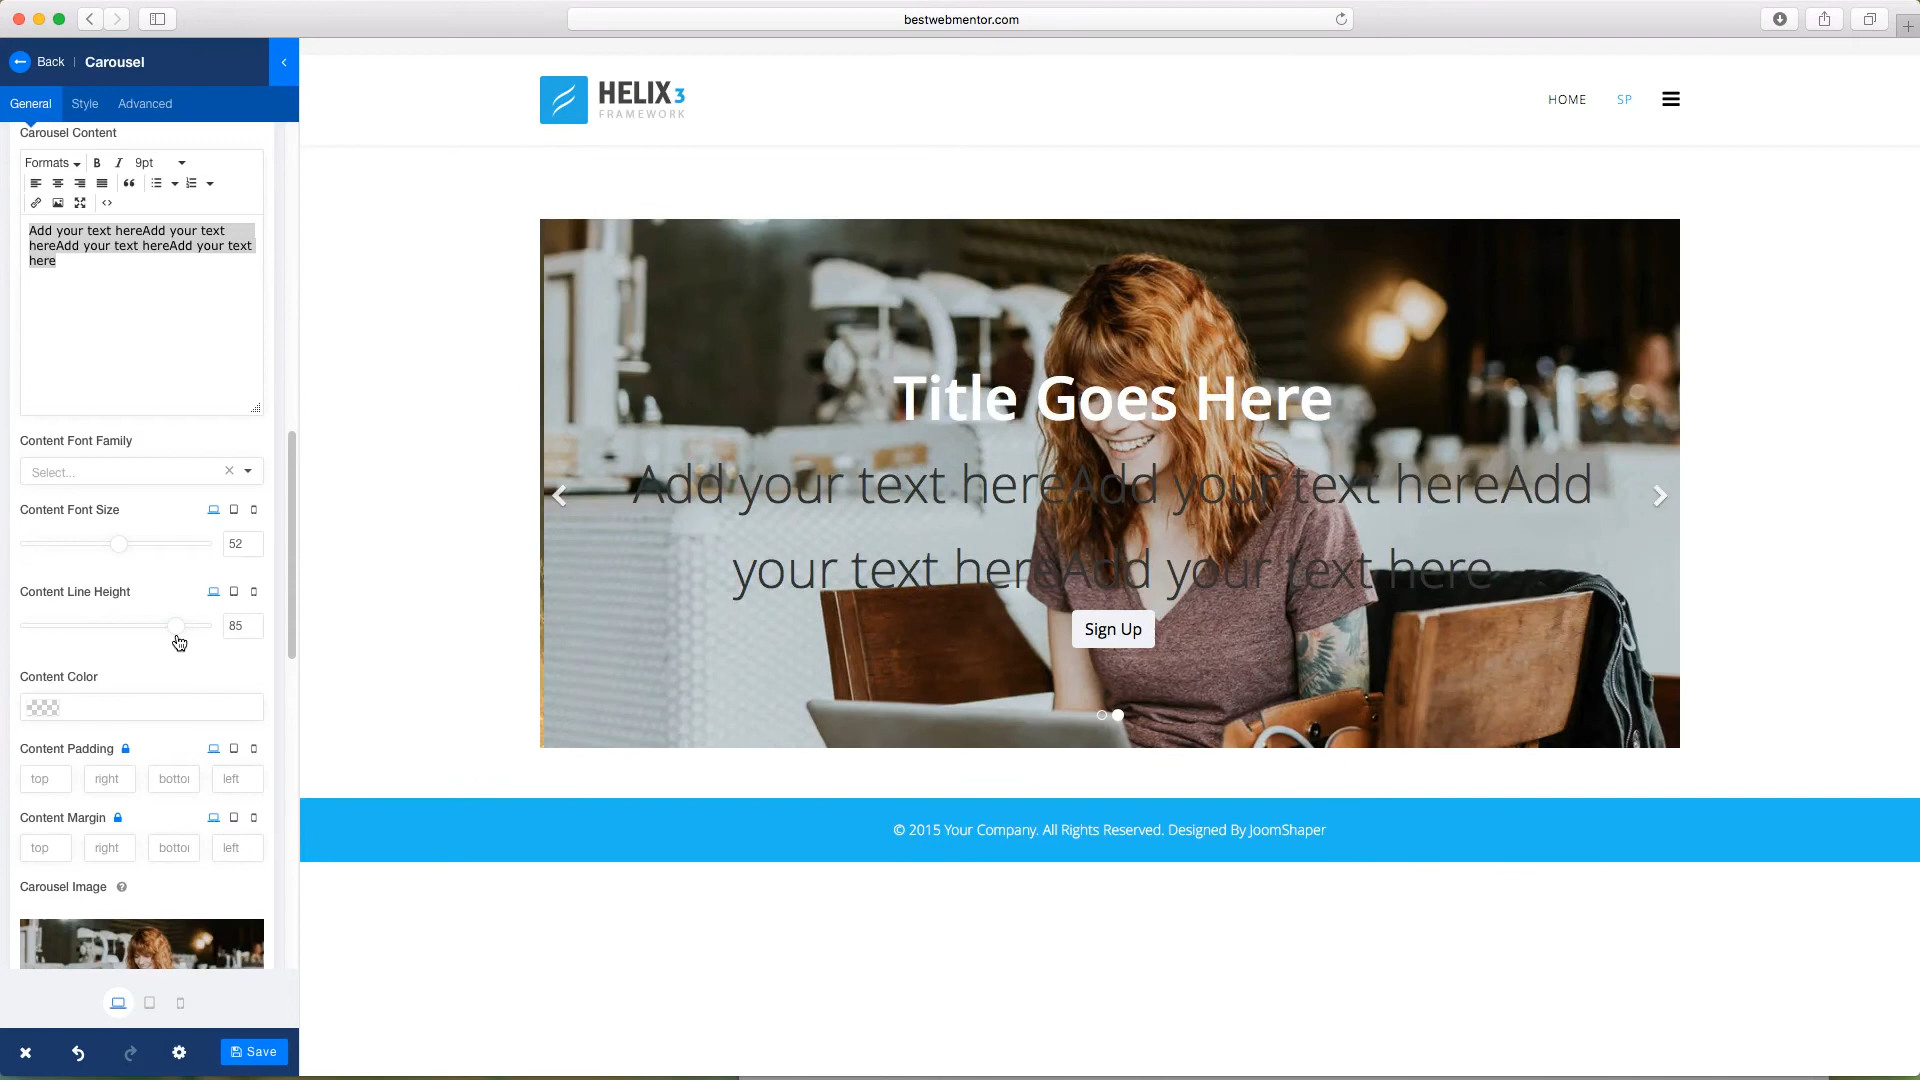 bestwebmentor.com
Back | Carousel
General Style Advanced
Carousel Content
Formats B I 9pt
Add your text hereAdd your text
hereAdd your text hereAdd your text
here
Content Font Family
Select...
Content Font Size
52
Content Line Height
85
Content Color
Content Padding
top right bottor left
Content Margin
top right bottor left
Carousel Image
Save
HELIX3
FRAMEWORK
HOME SP
Title Goes Here
Add your text hereAdd your text hereAdd
your text hereAdd your text here
Sign Up
© 2015 Your Company. All Rights Reserved. Designed By JoomShaper